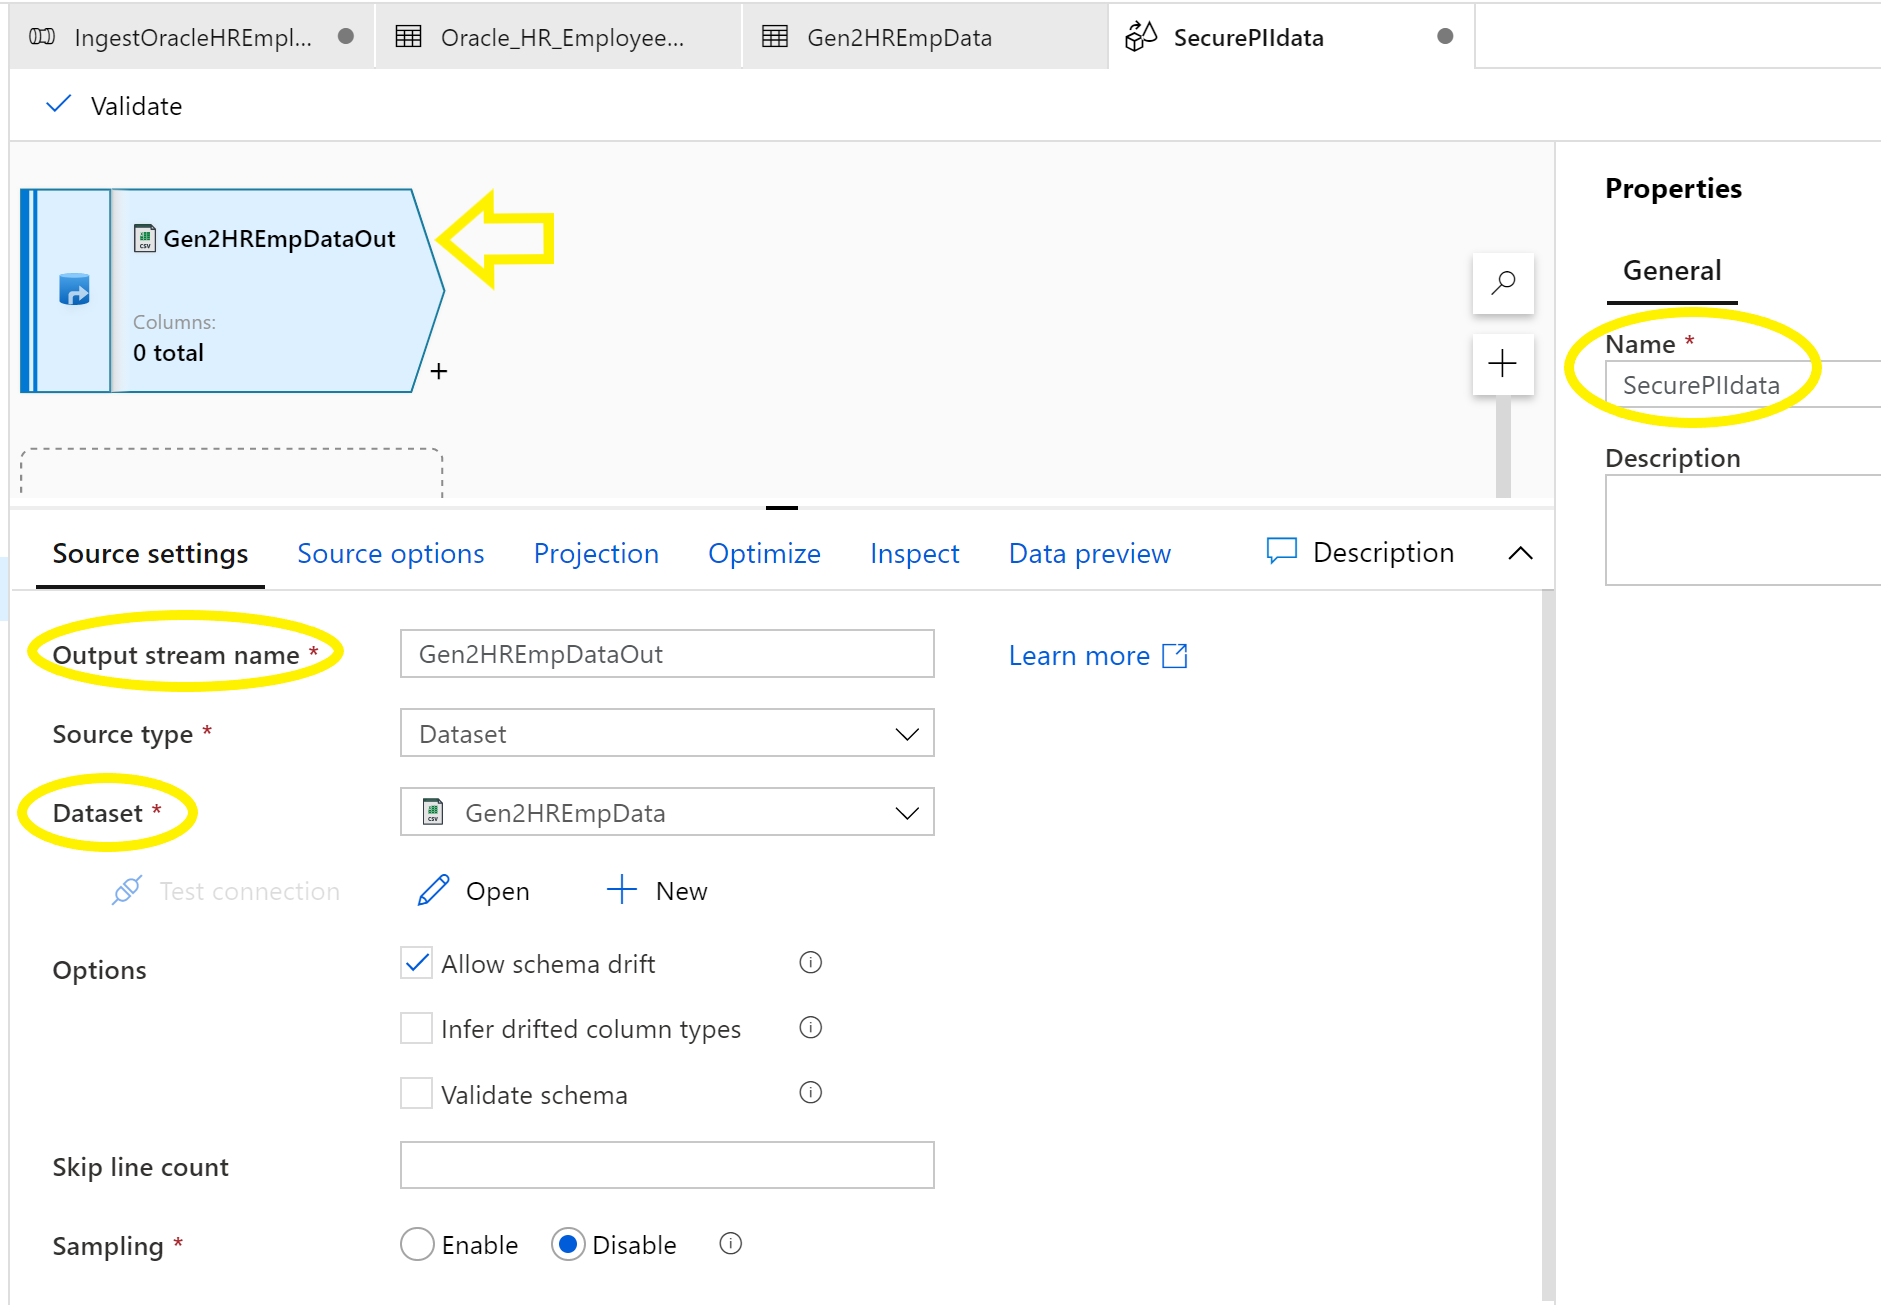 IngestOracleHREmpl...
Oracle_HR_Employee...
Gen2HREmpData
SecurePIIdata
Validate
Gen2HREmpDataOut
Columns:
0 total
+
Properties
General
Name *
SecurePIIdata
Description
Source settings
Source options
Projection
Optimize
Inspect
Data preview
Description
Output stream name *
Gen2HREmpDataOut
Learn more
Source type *
Dataset
Dataset *
csv
Gen2HREmpData
Test connection
Open
New
Options
Allow schema drift
Infer drifted column types
Validate schema
Skip line count
Sampling *
Enable
Disable